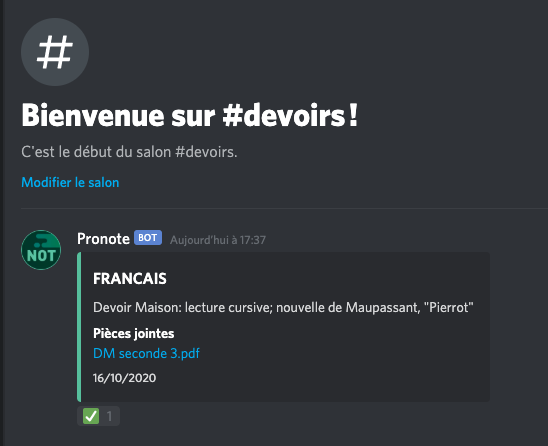 #
Bienvenue sur #devoirs !
C'est le début du salon #devoirs.
Modifier le salon
NOT
Pronote BOT Aujourd'hui à 17:37
FRANCAIS
Devoir Maison: lecture cursive; nouvelle de Maupassant, "Pierrot"
Pièces jointes
DM seconde 3.pdf
16/10/2020
✅ 1